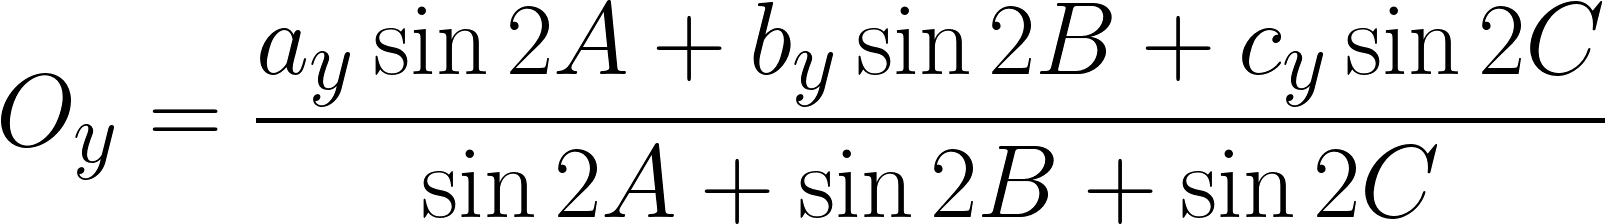 O_y = \frac{a_y \sin 2A + b_y \sin 2B + c_y \sin 2C}{\sin 2A + \sin 2B + \sin 2C}